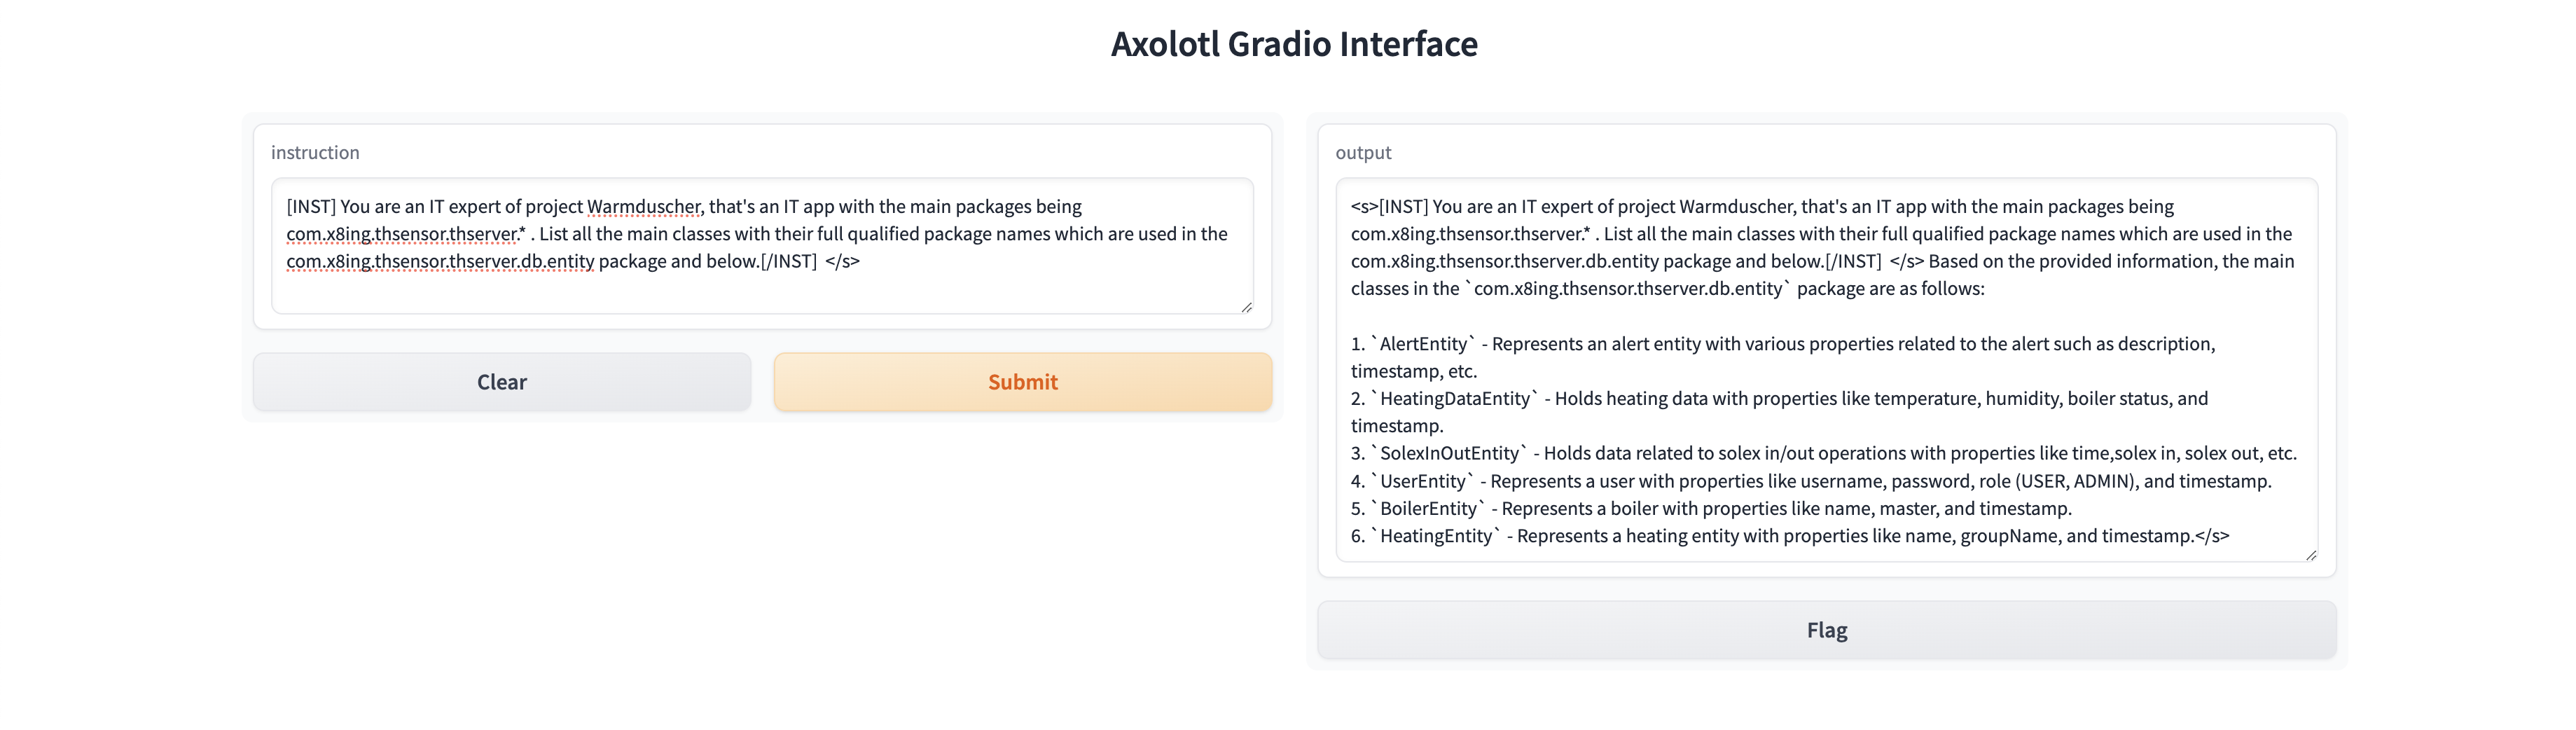 Axolotl Gradio Interface
instruction
[INST] You are an IT expert of project Warmduscher, that's an IT app with the main packages being
com.x8ing.thsensor.thserver.* . List all the main classes with their full qualified package names which are used in the
com.x8ing.thsensor.thserver.db.entity package and below.[/INST]  </s>
Clear
Submit
output
<s>[INST] You are an IT expert of project Warmduscher, that's an IT app with the main packages being
com.x8ing.thsensor.thserver.* . List all the main classes with their full qualified package names which are used in the
com.x8ing.thsensor.thserver.db.entity package and below.[/INST]  </s> Based on the provided information, the main
classes in the `com.x8ing.thsensor.thserver.db.entity` package are as follows:
1. `AlertEntity` - Represents an alert entity with various properties related to the alert such as description,
timestamp, etc.
2. `HeatingDataEntity` - Holds heating data with properties like temperature, humidity, boiler status, and
timestamp.
3. `SolexInOutEntity` - Holds data related to solex in/out operations with properties like time,solex in, solex out, etc.
4. `UserEntity` - Represents a user with properties like username, password, role (USER, ADMIN), and timestamp.
5. `BoilerEntity` - Represents a boiler with properties like name, master, and timestamp.
6. `HeatingEntity` - Represents a heating entity with properties like name, groupName, and timestamp.</s>
Flag